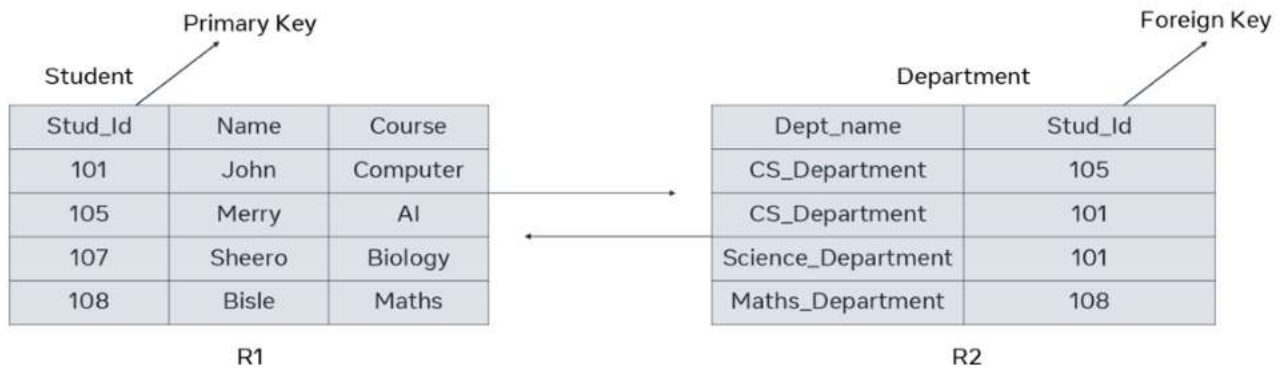 Primary Key
Foreign Key
Student
Department
Stud_Id Name Course
101 John Computer
105 Merry AI
107 Sheero Biology
108 Bisle Maths
R1
Dept_name Stud_Id
CS_Department 105
CS_Department 101
Science_Department 101
Maths_Department 108
R2